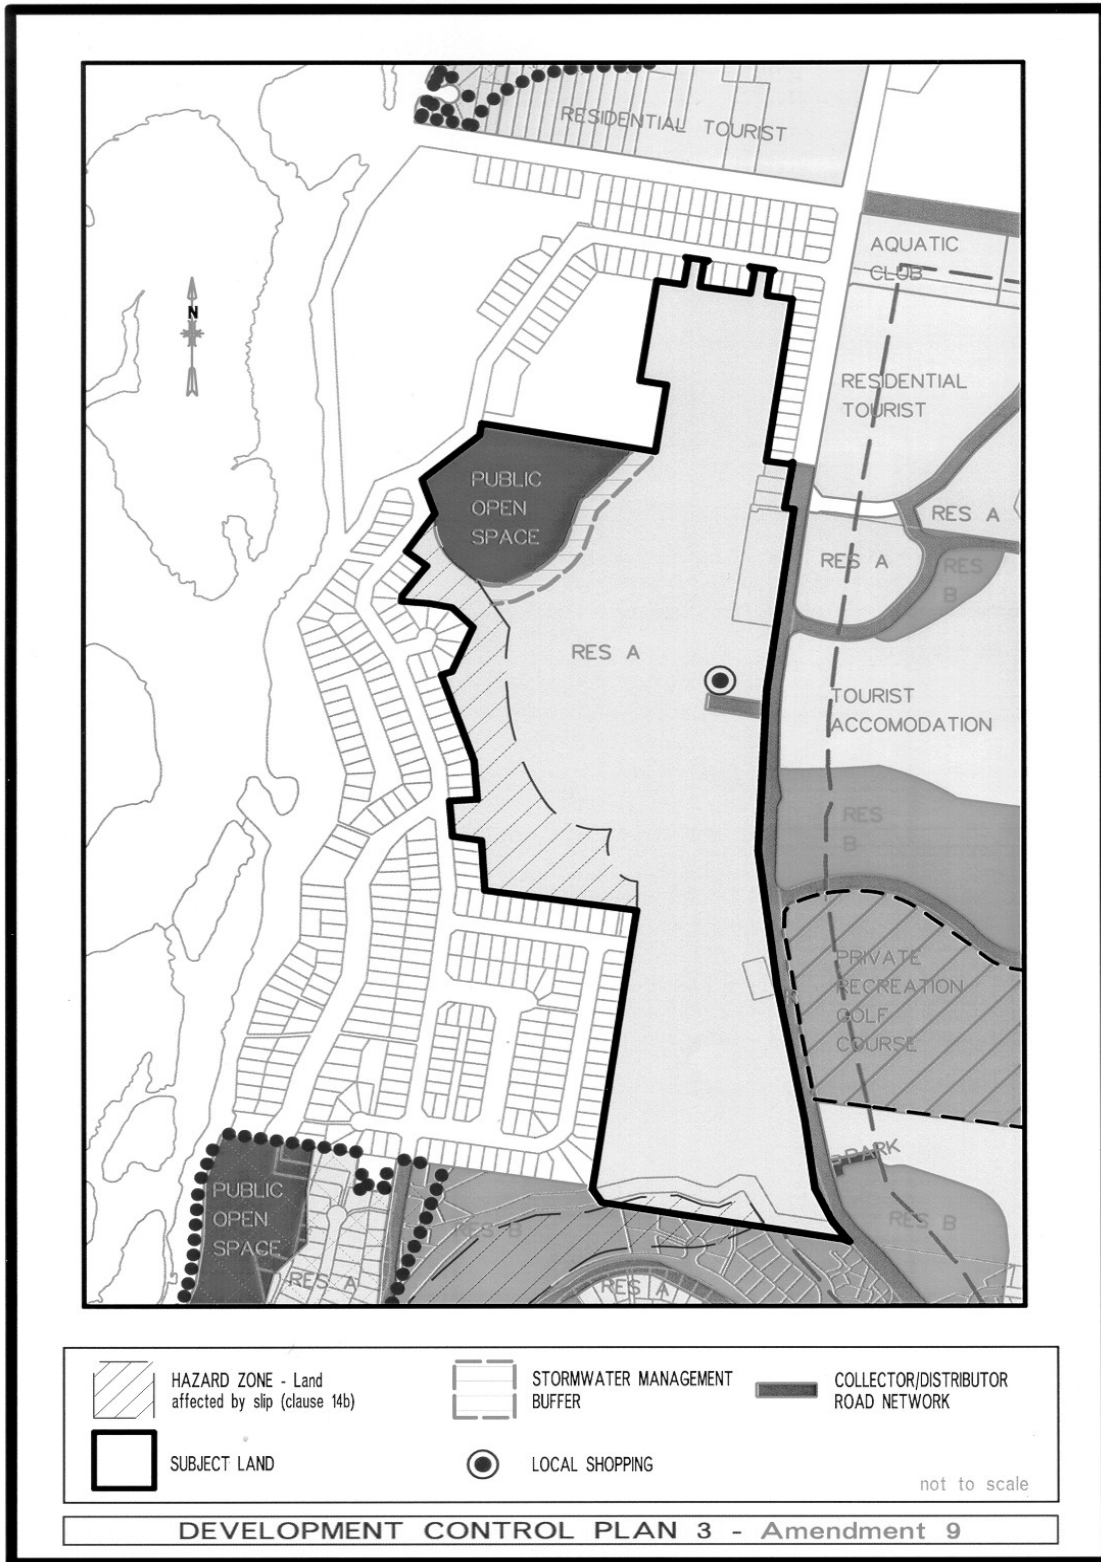 RESIDENTIAL TOURIST
AQUATIC
CLUB
N
RESIDENTIAL
TOURIST
PUBLIC
OPEN
SPACE
RES A
RES A
RES
B
RES A
TOURIST
ACCOMODATION
RES
B
PRIVATE
RECREATION
GOLF
COURSE
PARK
PUBLIC
OPEN
SPACE
RES B
RES B
RES A
RES A
HAZARD ZONE - Land
affected by slip (clause 14b)
STORMWATER MANAGEMENT
BUFFER
COLLECTOR/DISTRIBUTOR
ROAD NETWORK
SUBJECT LAND
LOCAL SHOPPING
not to scale
DEVELOPMENT CONTROL PLAN 3 - Amendment 9